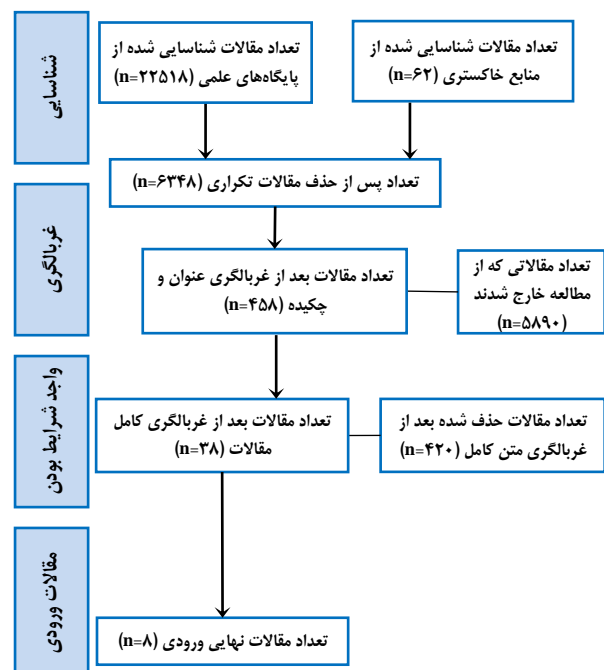 شناسایی
تعداد مقالات شناسایی شده از
پایگاه‌های علمی (n=۲۲۵۱۸)
تعداد مقالات شناسایی شده از
منابع خاکستری (n=۶۲)
تعداد پس از حذف مقالات تکراری (n=۶۳۴۸)
غربالگری
تعداد مقالات بعد از غربالگری عنوان و
چکیده (n=۴۵۸)
تعداد مقالاتی که از
مطالعه خارج شدند
(n=۵۸۹۰)
واجد شرایط بودن
تعداد مقالات بعد از غربالگری کامل
مقالات (n=۳۸)
تعداد مقالات حذف شده بعد از
غربالگری متن کامل (n=۴۲۰)
مقالات ورودی
تعداد مقالات نهایی ورودی (n=۸)